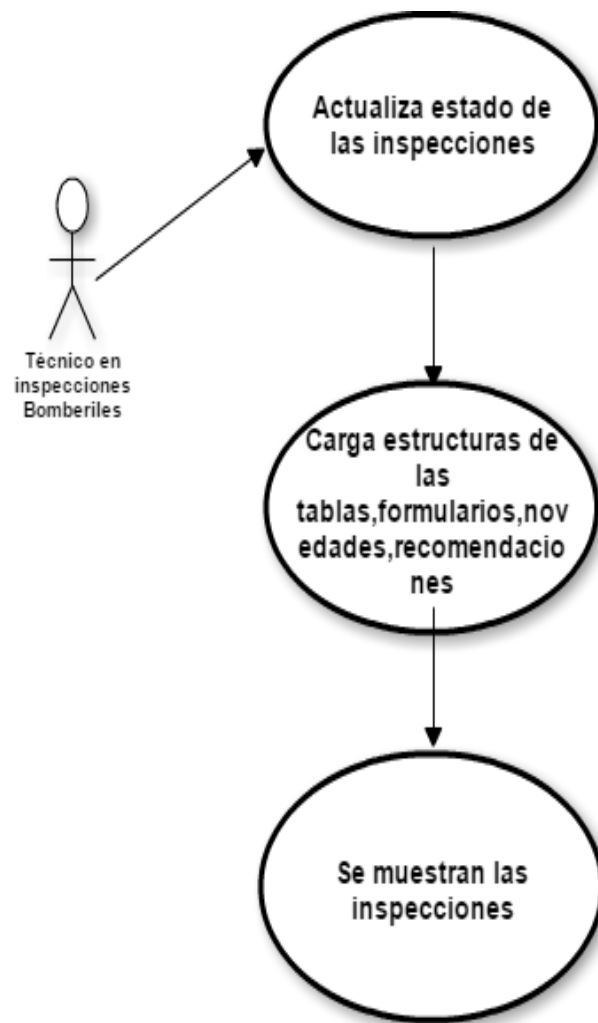 Actualiza estado de
las inspecciones
Técnico en
inspecciones
Bomberiles
Carga estructuras de
las
tablas,formularios,nov
edades,recomendacio
nes
Se muestran las
inspecciones